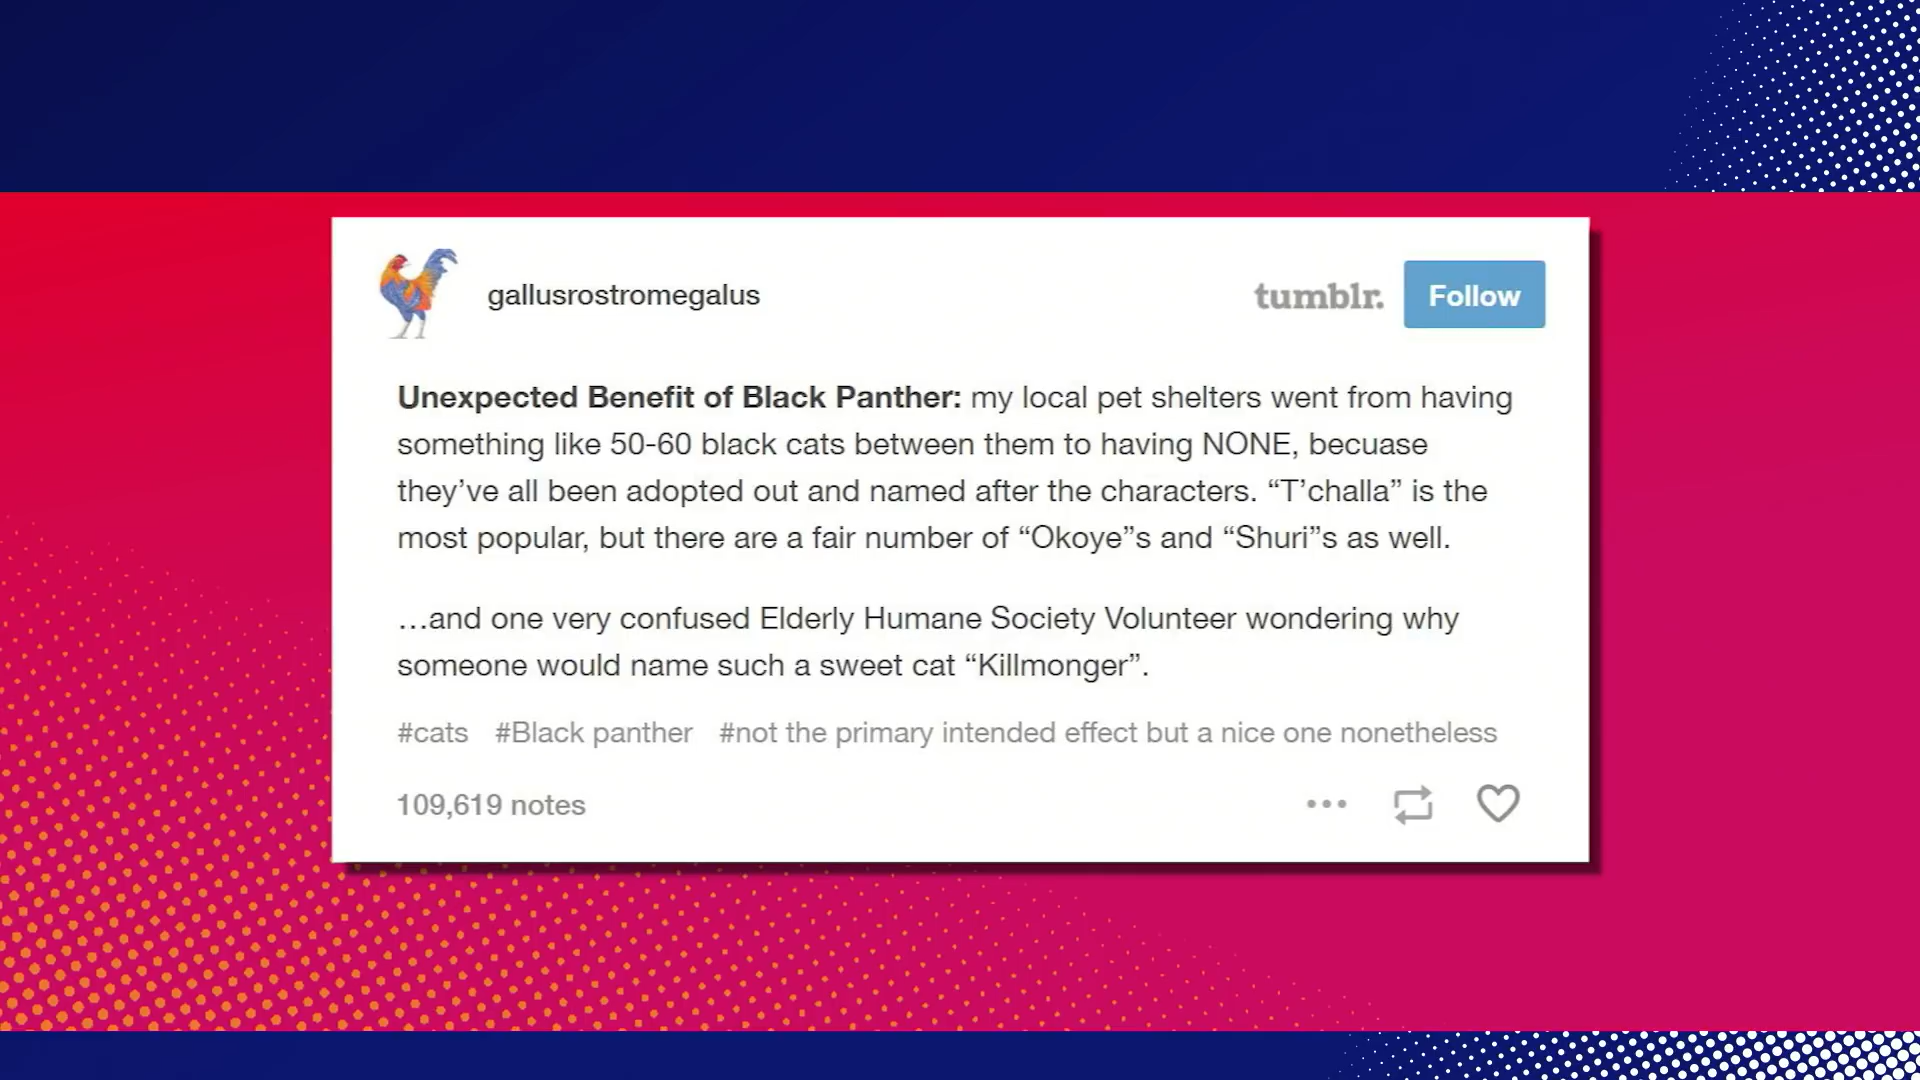 gallusrostromegalus
tumblr.
Follow
Unexpected Benefit of Black Panther: my local pet shelters went from having
something like 50-60 black cats between them to having NONE, becuase
they’ve all been adopted out and named after the characters. “T’challa” is the
most popular, but there are a fair number of “Okoye”s and “Shuri”s as well.
…and one very confused Elderly Humane Society Volunteer wondering why
someone would name such a sweet cat “Killmonger”.
#cats #Black panther #not the primary intended effect but a nice one nonetheless
109,619 notes